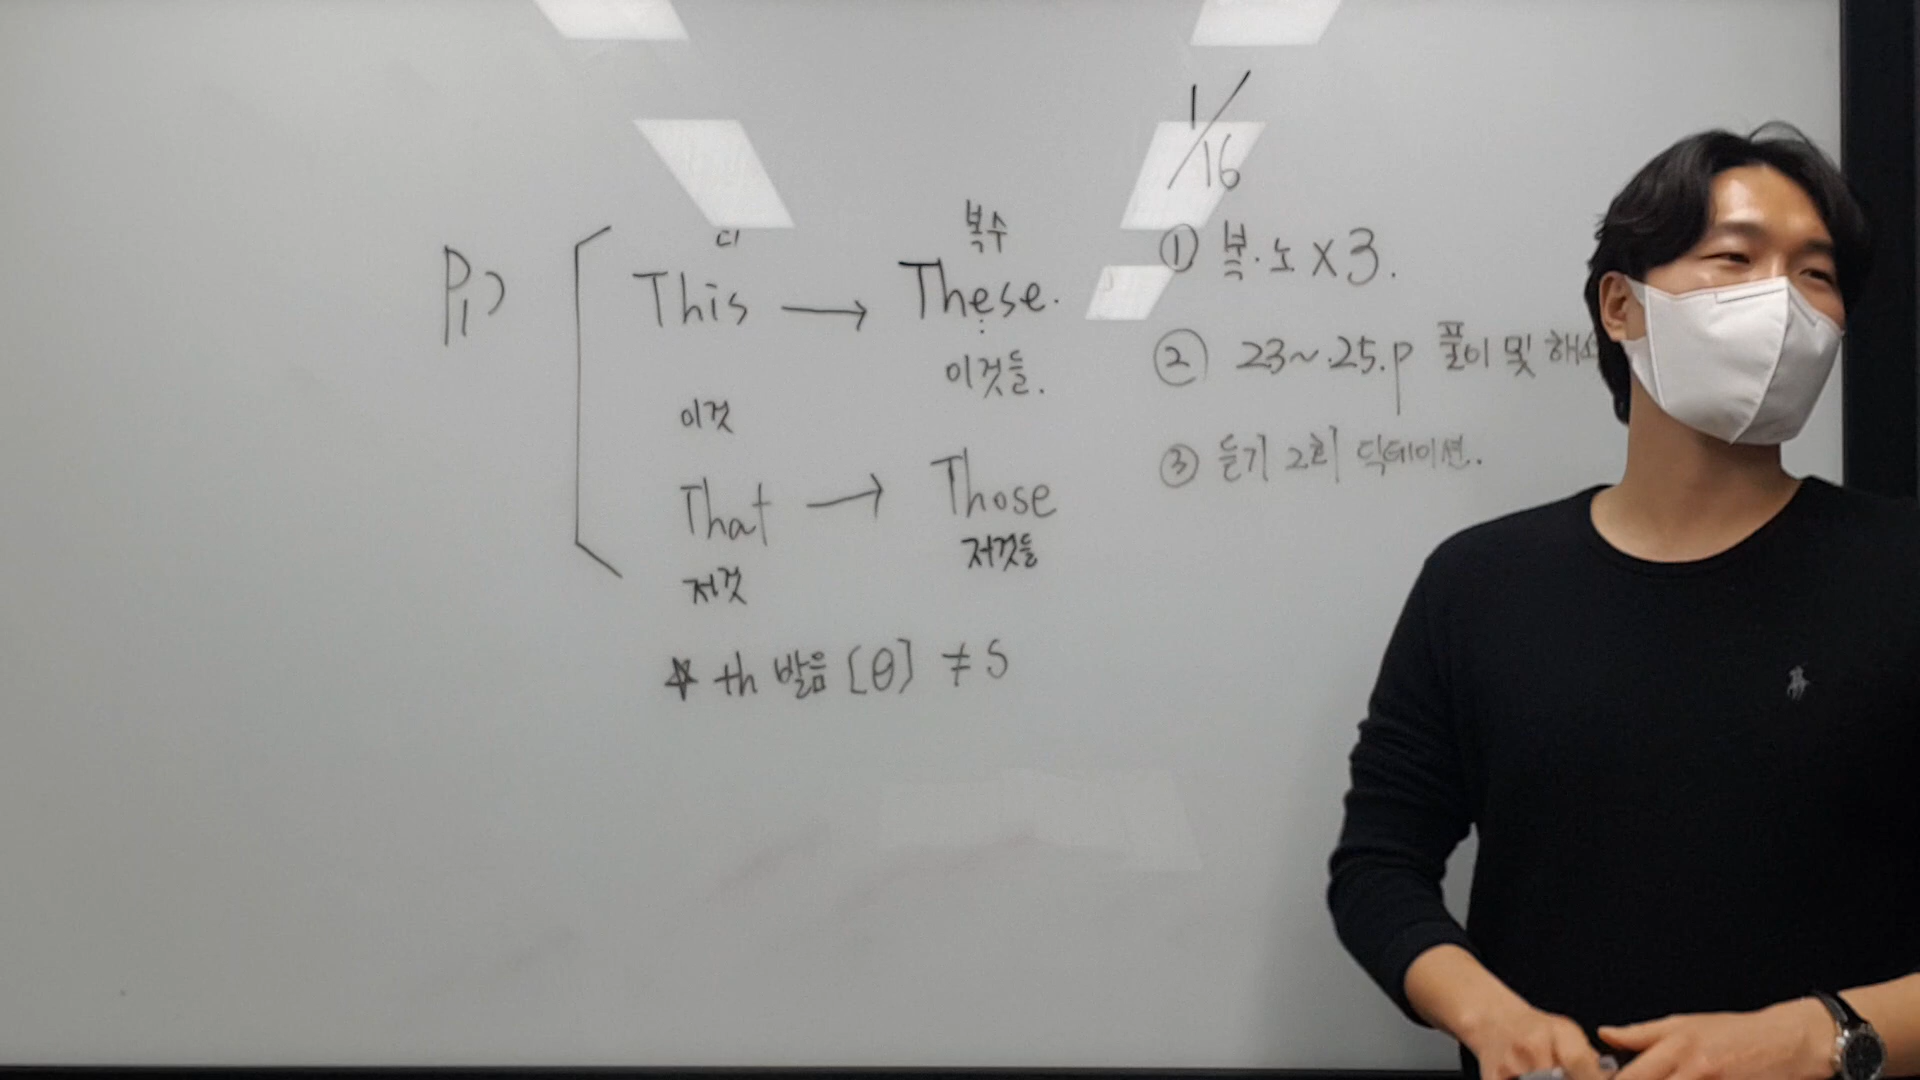 P1)
디
This → These.
복수
이것들.
이것
That → Those
저것
저것들
☆ th 발음 [θ] ≠ S
1/16
① 복·노 X 3.
② 23~25.p 풀이 및
③ 듣기 2회 딕테이션.